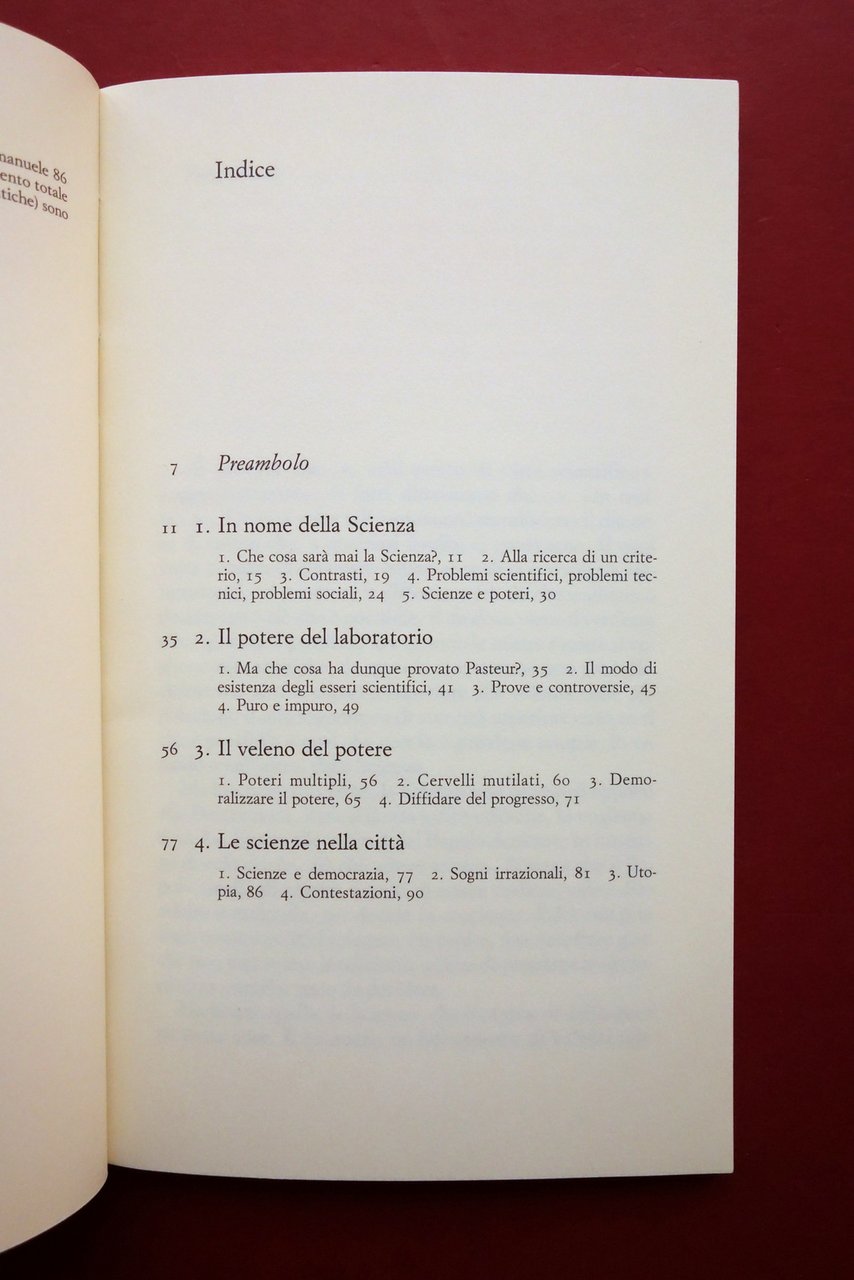 manuele 86
ento totale
tiche) sono
Indice
7 Preambolo
11 1. In nome della Scienza
1. Che cosa sarà mai la Scienza?, 11 2. Alla ricerca di un crite-
rio, 15 3. Contrasti, 19 4. Problemi scientifici, problemi tec-
nici, problemi sociali, 24 5. Scienze e poteri, 30
35 2. Il potere del laboratorio
1. Ma che cosa ha dunque provato Pasteur?, 35 2. Il modo di
esistenza degli esseri scientifici, 41 3. Prove e controversie, 45
4. Puro e impuro, 49
56 3. Il veleno del potere
1. Poteri multipli, 56 2. Cervelli mutilati, 60 3. Demo-
ralizzare il potere, 65 4. Diffidare del progresso, 71
77 4. Le scienze nella città
1. Scienze e democrazia, 77 2. Sogni irrazionali, 81 3. Uto-
pia, 86 4. Contestazioni, 90